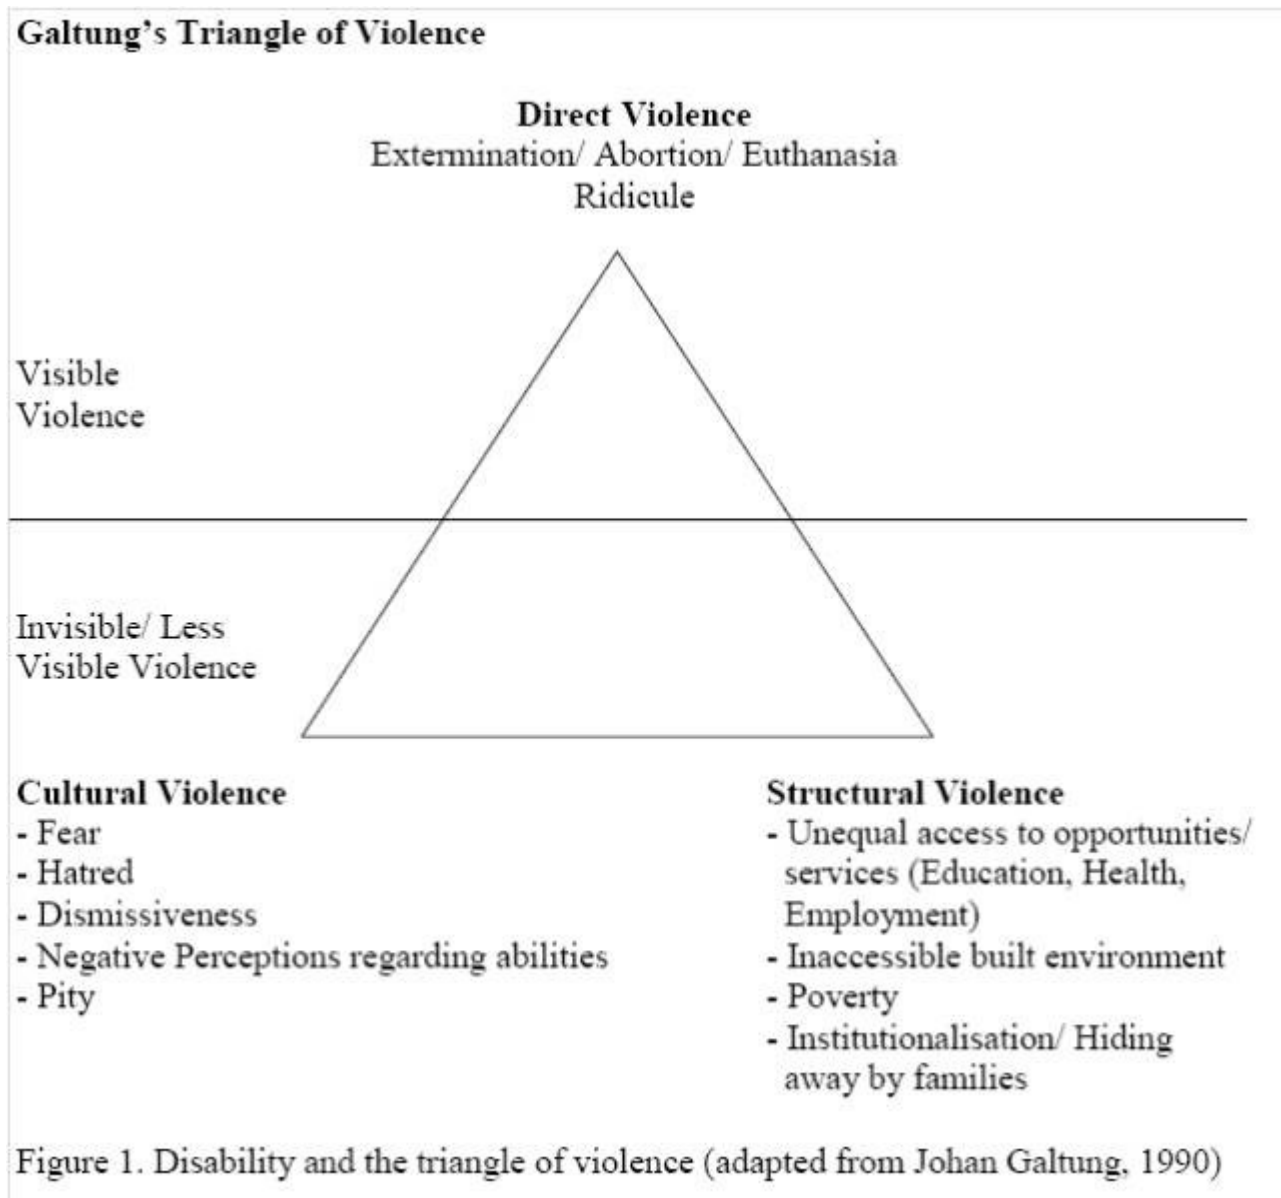 Galtung's Triangle of Violence
Direct Violence
Extermination/ Abortion/ Euthanasia
Ridicule
Visible
Violence
Invisible/ Less
Visible Violence
Cultural Violence
- Fear
- Hatred
- Dismissiveness
- Negative Perceptions regarding abilities
- Pity
Structural Violence
- Unequal access to opportunities/
services (Education, Health,
Employment)
- Inaccessible built environment
- Poverty
- Institutionalisation/ Hiding
away by families
Figure 1. Disability and the triangle of violence (adapted from Johan Galtung, 1990)